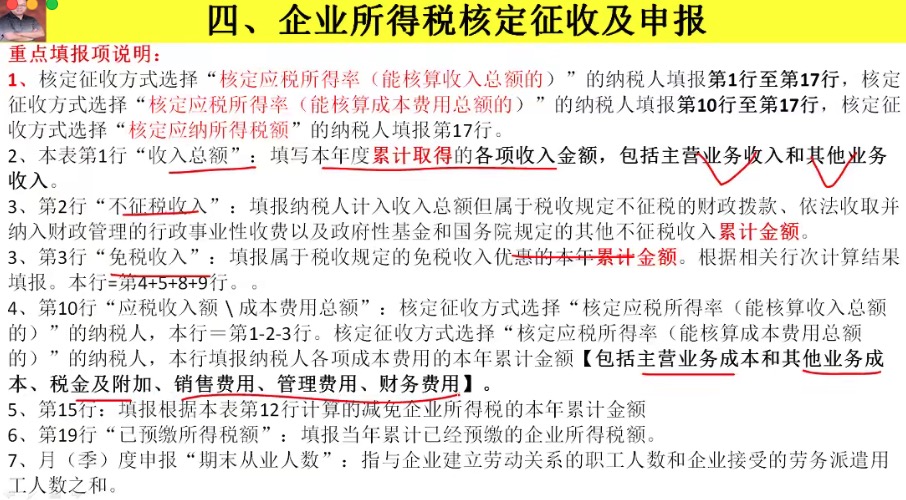 四、企业所得税核定征收及申报
重点填报项说明：
1、核定征收方式选择“核定应税所得率（能核算收入总额的）”的纳税人填报第1行至第17行，核定
征收方式选择“核定应税所得率（能核算成本费用总额的）”的纳税人填报第10行至第17行，核定征
收方式选择“核定应纳所得税额”的纳税人填报第17行。
2、本表第1行“收入总额”：填写本年度累计取得的各项收入金额，包括主营业务收入和其他业务
收入。
3、第2行“不征税收入”：填报纳税人计入收入总额但属于税收规定不征税的财政拨款、依法收取并
纳入财政管理的行政事业性收费以及政府性基金和国务院规定的其他不征税收入累计金额。
3、第3行“免税收入”：填报属于税收规定的免税收入优惠的本年累计金额。根据相关行次计算结果
填报。本行=第4+5+8+9行。。
4、第10行“应税收入额 \ 成本费用总额”：核定征收方式选择“核定应税所得率（能核算收入总额
的）”的纳税人，本行＝第1-2-3行。核定征收方式选择“核定应税所得率（能核算成本费用总额
的）”的纳税人，本行填报纳税人各项成本费用的本年累计金额【包括主营业务成本和其他业务成
本、税金及附加、销售费用、管理费用、财务费用】。
5、第15行：填报根据本表第12行计算的减免企业所得税的本年累计金额
6、第19行“已预缴所得税额”：填报当年累计已经预缴的企业所得税额。
7、月（季）度申报“期末从业人数”：指与企业建立劳动关系的职工人数和企业接受的劳务派遣用
工人数之和。